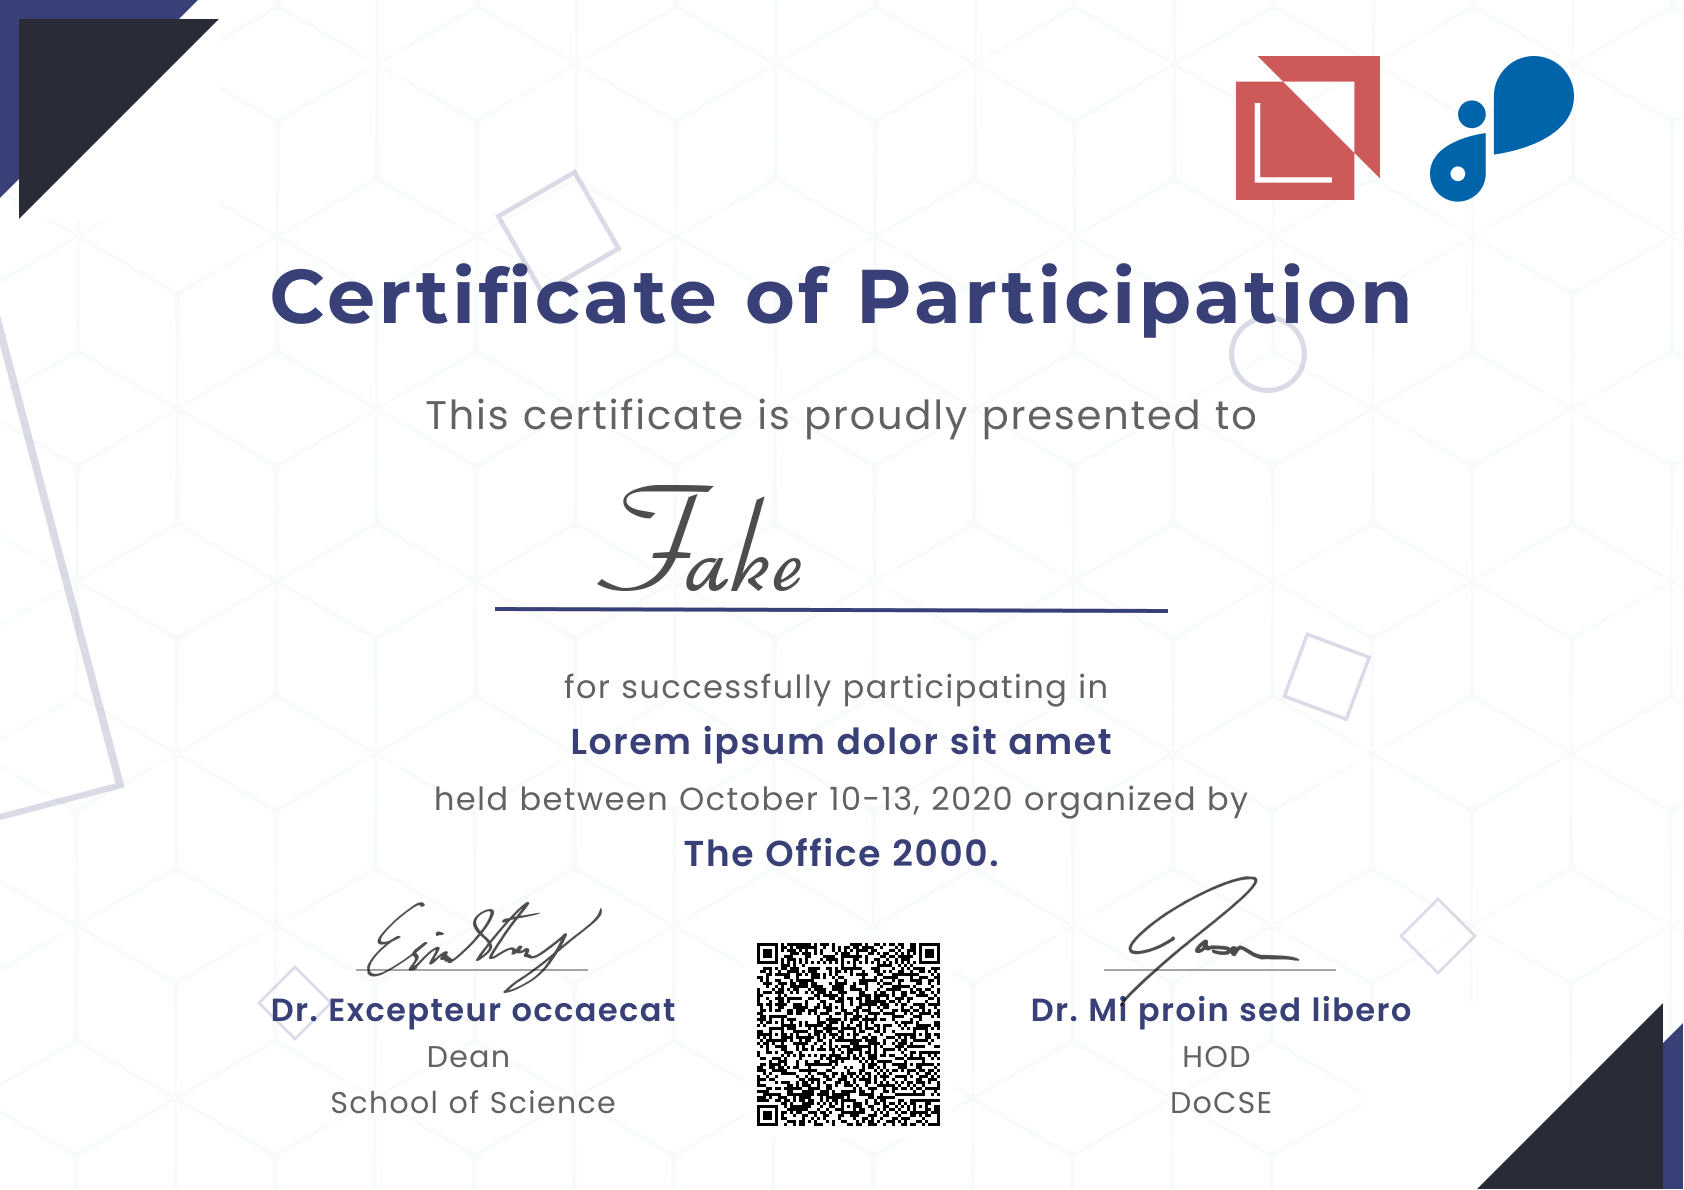 Certificate of Participation
This certificate is proudly presented to
Fake
for successfully participating in
Lorem ipsum dolor sit amet
held between October 10-13, 2020 organized by
The Office 2000.
Dr. Excepteur occaecat
Dean
School of Science
Dr. Mi proin sed libero
HOD
DoCSE